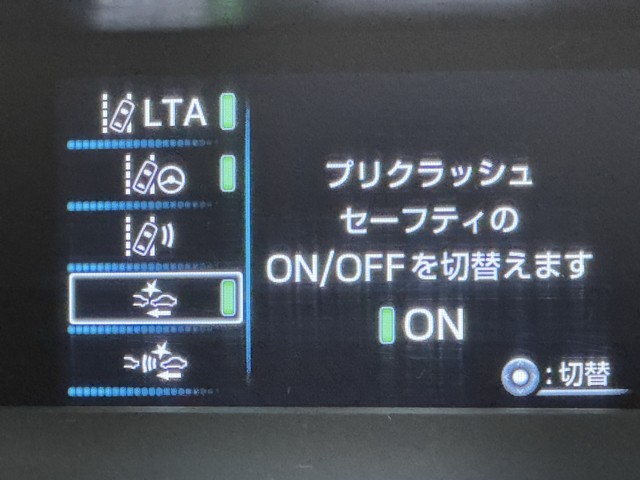 LTA
プリクラッシュ
セーフティの
ON/OFFを切替えます
ON
:切替